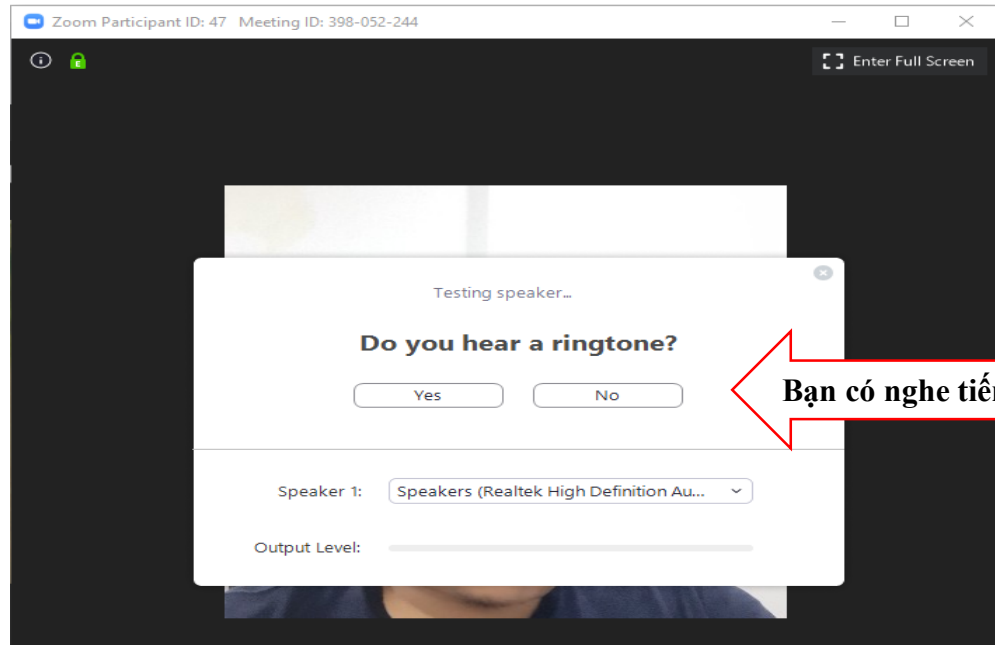 Zoom Participant ID: 47 Meeting ID: 398-052-244
Enter Full Screen
Testing speaker...
Do you hear a ringtone?
Yes No
Bạn có nghe
Speaker 1: Speakers (Realtek High Definition Au...
Output Level: